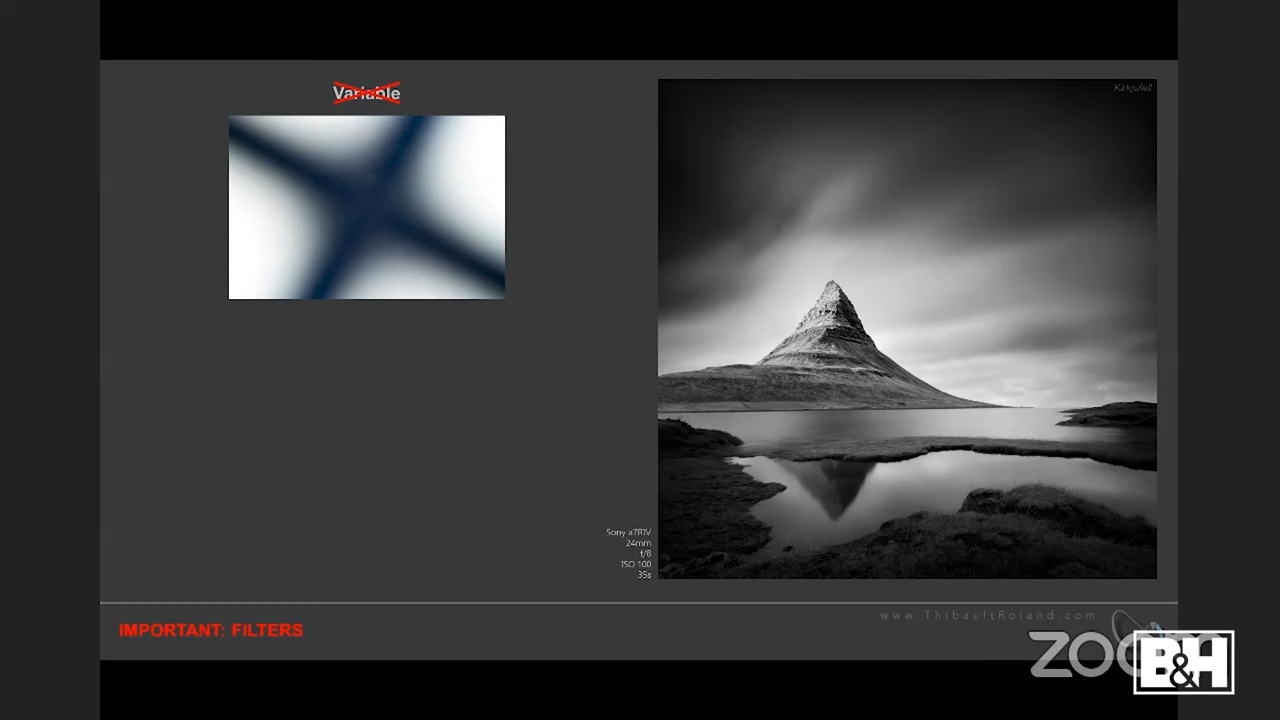 Variable
Kirkjufell
Sony a7RIV
24mm
f/8
ISO 100
35s
www.ThibaultRoland.com
IMPORTANT: FILTERS
B&H